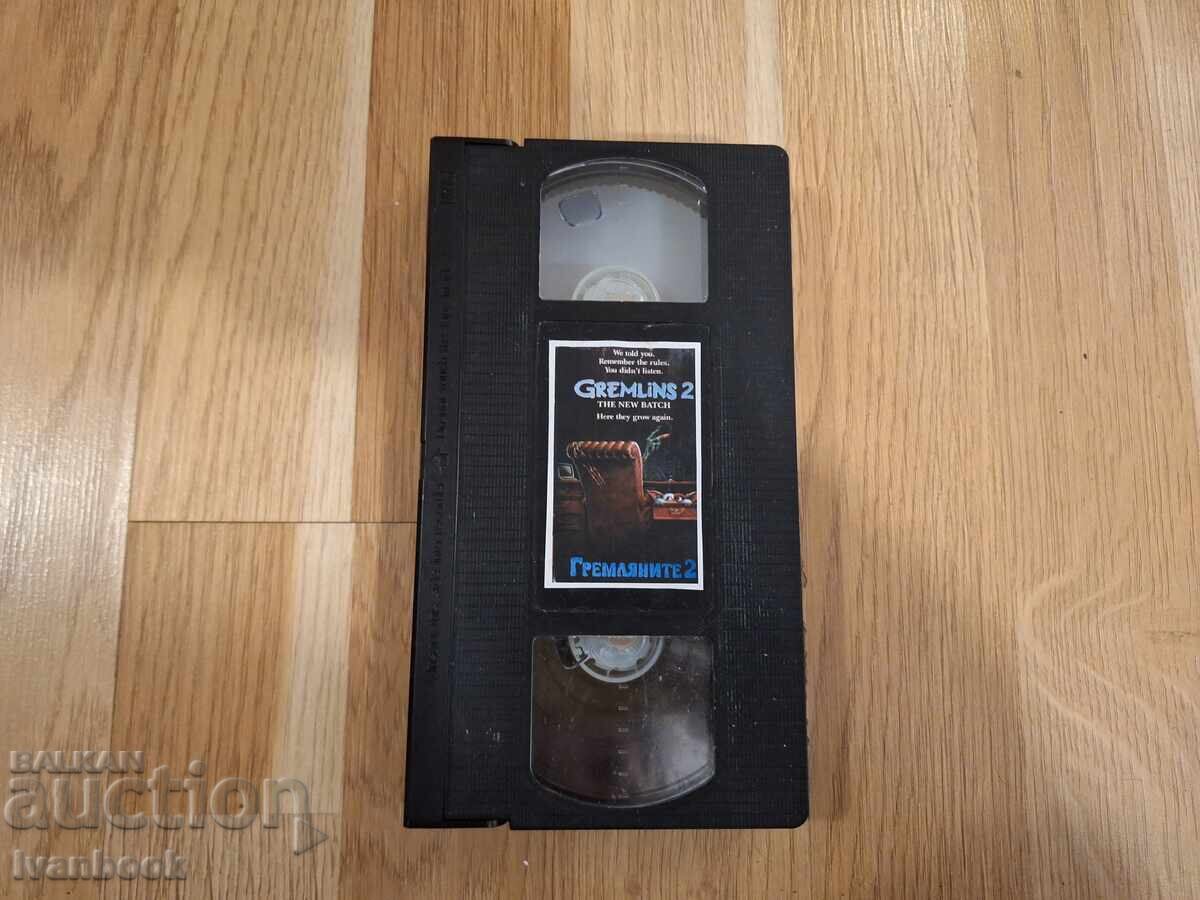 We told you.
Remember the rules.
You didn't listen.
GREMLINS 2
THE NEW BATCH
Here they grow again.
ГРЕМЛЯНИТЕ 2
BALKAN
auction
Ivanbook